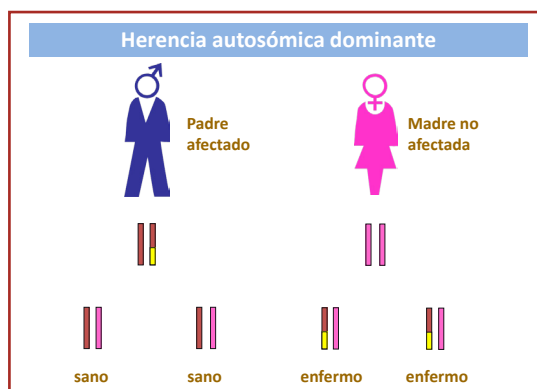 Herencia autosómica dominante
Padre
afectado
Madre no
afectada
sano
sano
enfermo
enfermo